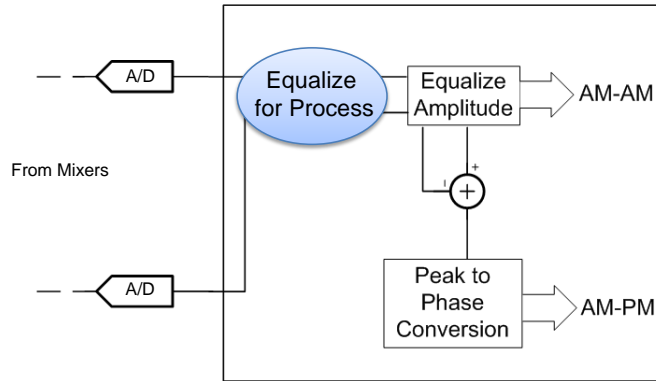 A/D
Equalize
for Process
Equalize
Amplitude
AM-AM
From Mixers
+
-
+
A/D
Peak to
Phase
Conversion
AM-PM